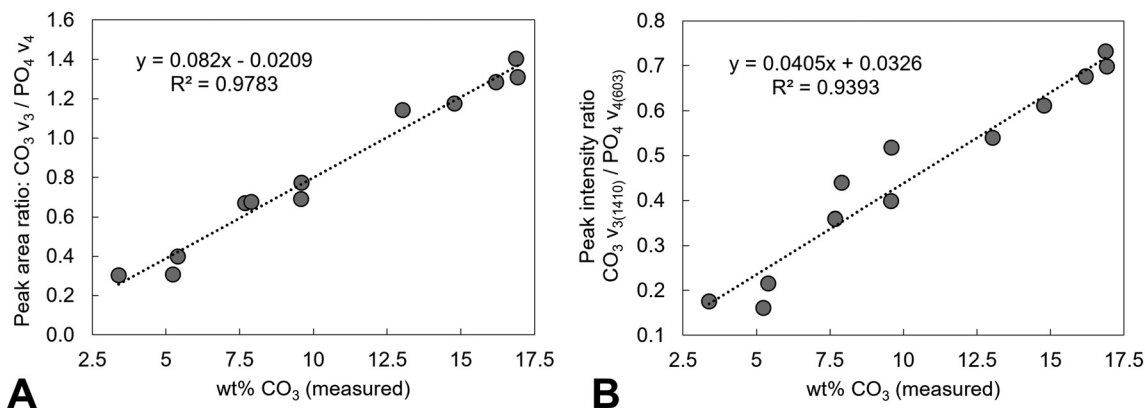 1.6
1.4
1.2
1.0
0.8
0.6
0.4
0.2
0.0
Peak area ratio: CO₃ v₃ / PO₄ v₄
y = 0.082x - 0.0209
R² = 0.9783
2.5 5 7.5 10 12.5 15 17.5
wt% CO₃ (measured)
A
0.8
0.7
0.6
0.5
0.4
0.3
0.2
0.1
Peak intensity ratio
CO₃ v₃₍₁₄₁₀₎ / PO₄ v₄₍₆₀₃₎
y = 0.0405x + 0.0326
R² = 0.9393
2.5 5 7.5 10 12.5 15 17.5
wt% CO₃ (measured)
B